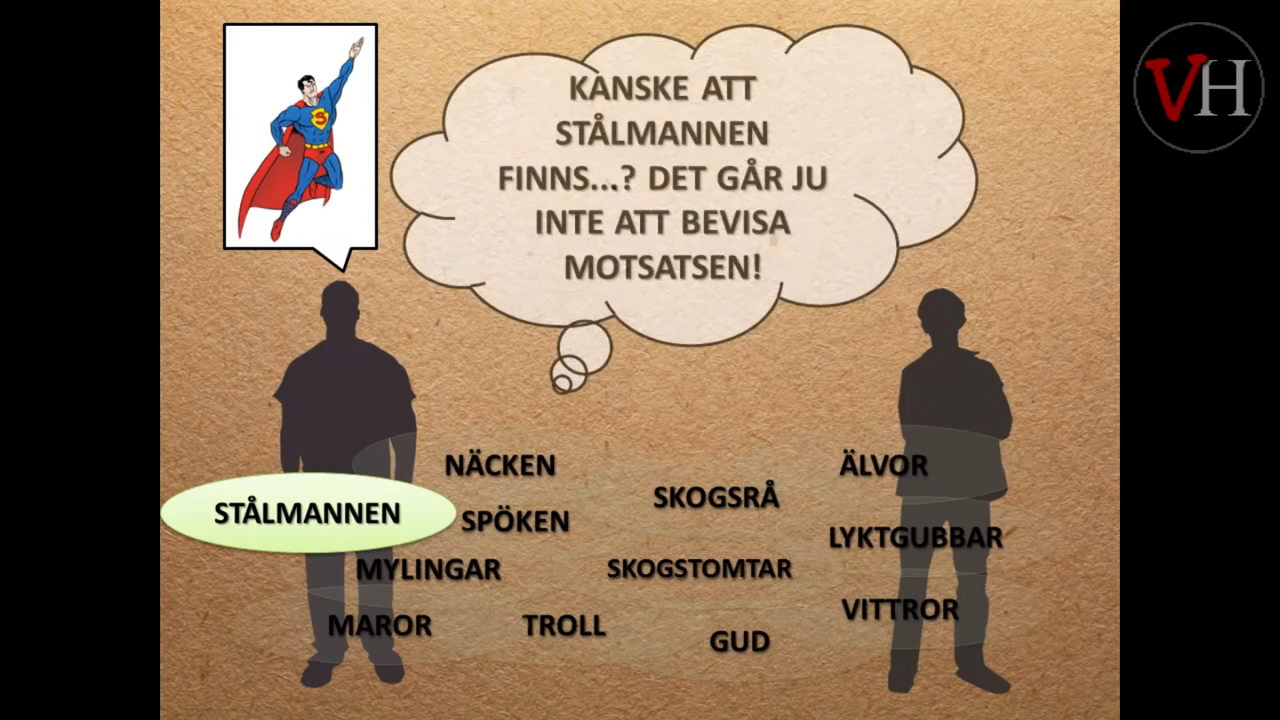 VH
S
KANSKE ATT
STÅLMANNEN
FINNS...? DET GÅR JU
INTE ATT BEVISA
MOTSATSEN!
NÄCKEN
ÄLVOR
SKOGSRÅ
STÅLMANNEN
SPÖKEN
LYKTGUBBAR
MYLINGAR
SKOGSTOMTAR
VITTROR
MAROR
TROLL
GUD